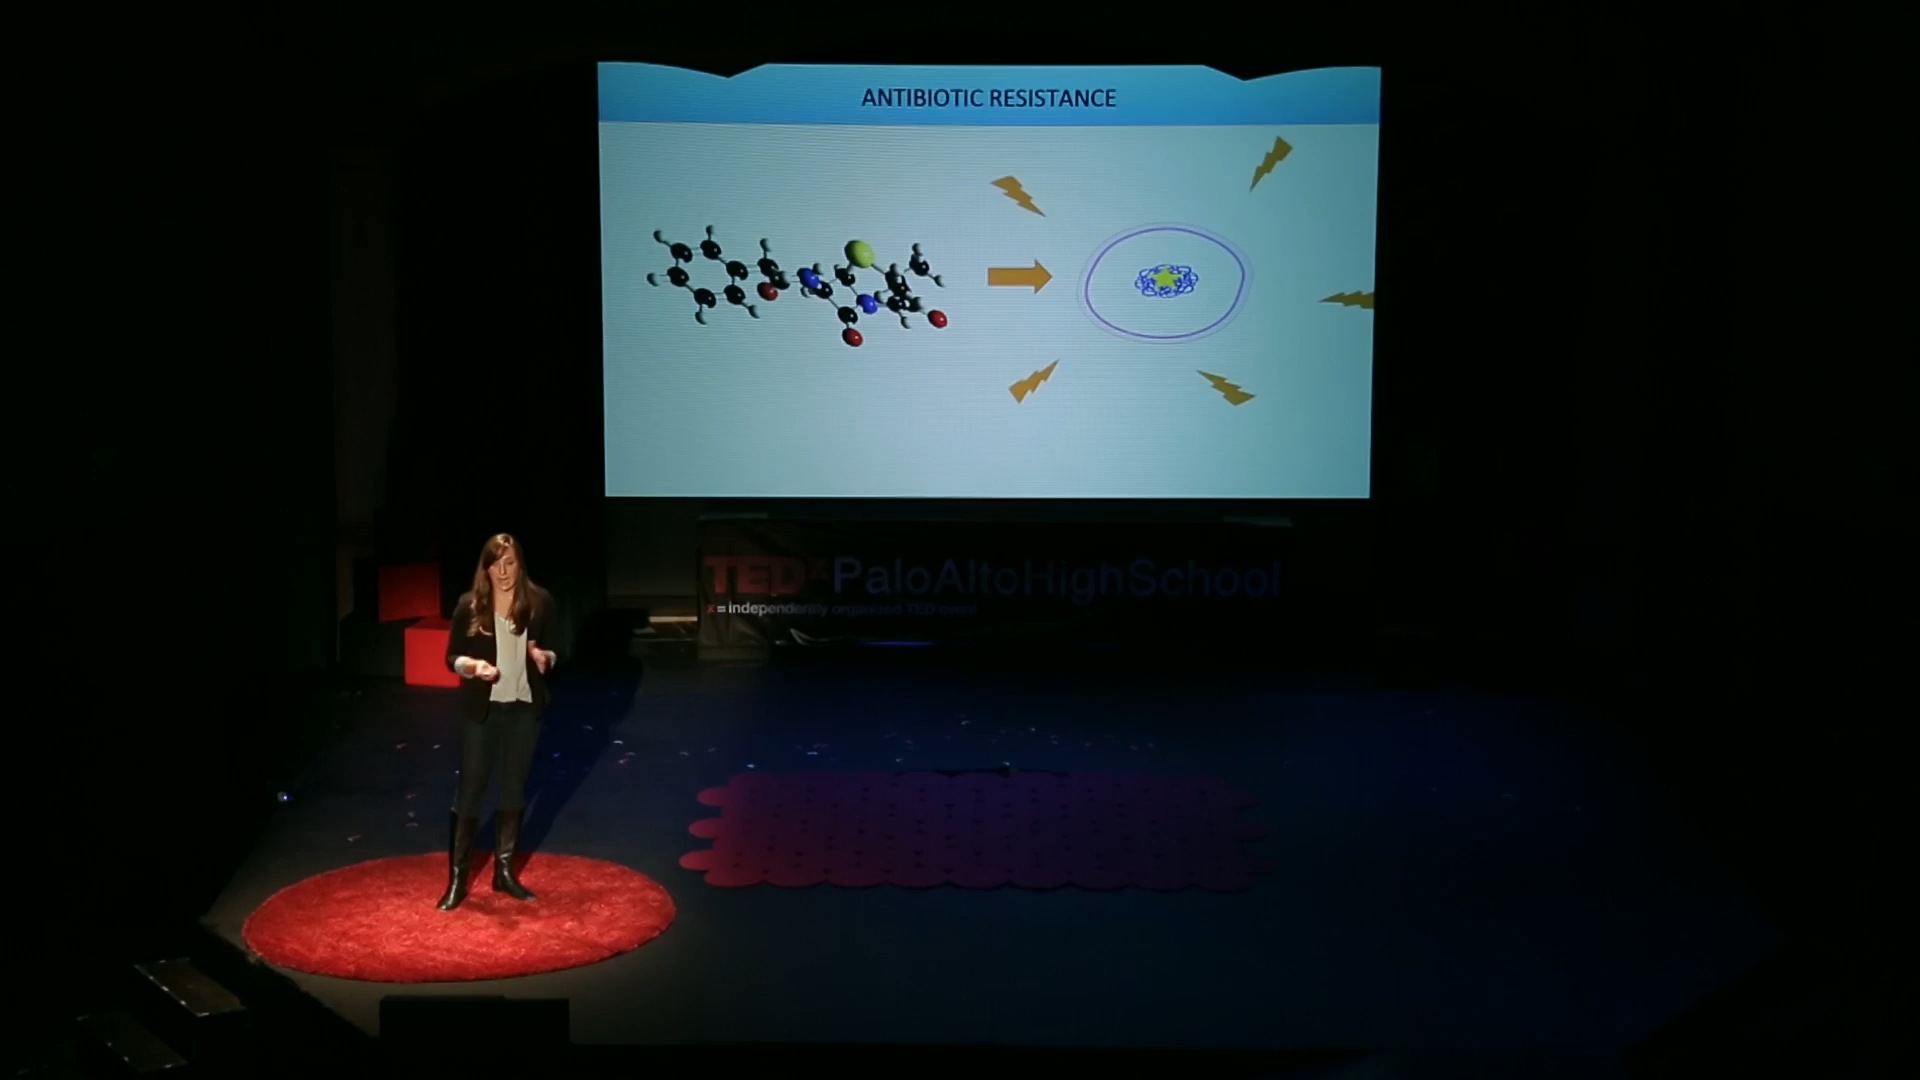 ANTIBIOTIC RESISTANCE
TEDxPaloAltoHighSchool
x = independently organized TED event